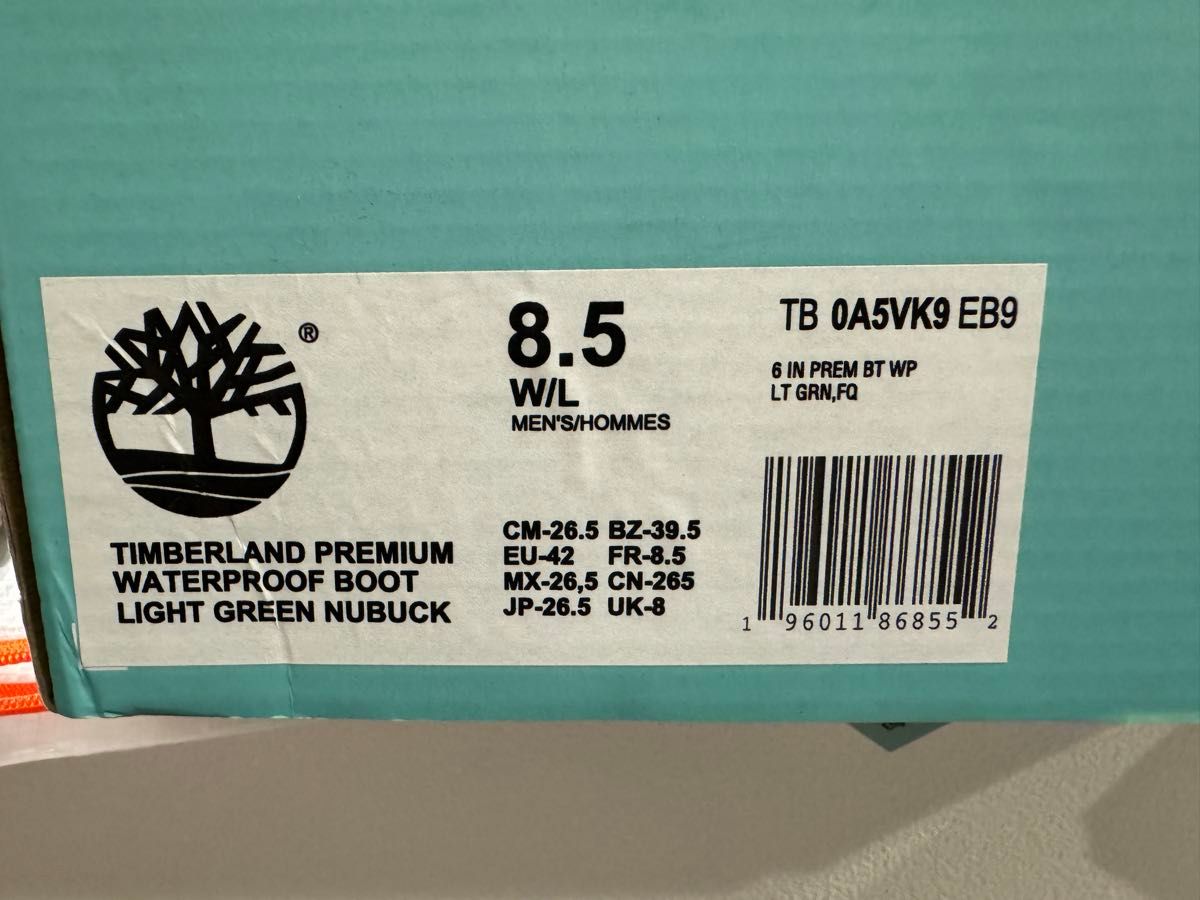 ®
8.5
W/L
MEN'S/HOMMES
TB 0A5VK9 EB9
6 IN PREM BT WP
LT GRN,FQ
TIMBERLAND PREMIUM
WATERPROOF BOOT
LIGHT GREEN NUBUCK
CM-26.5 BZ-39.5
EU-42 FR-8.5
MX-26,5 CN-265
JP-26.5 UK-8
1 96011 86855 2